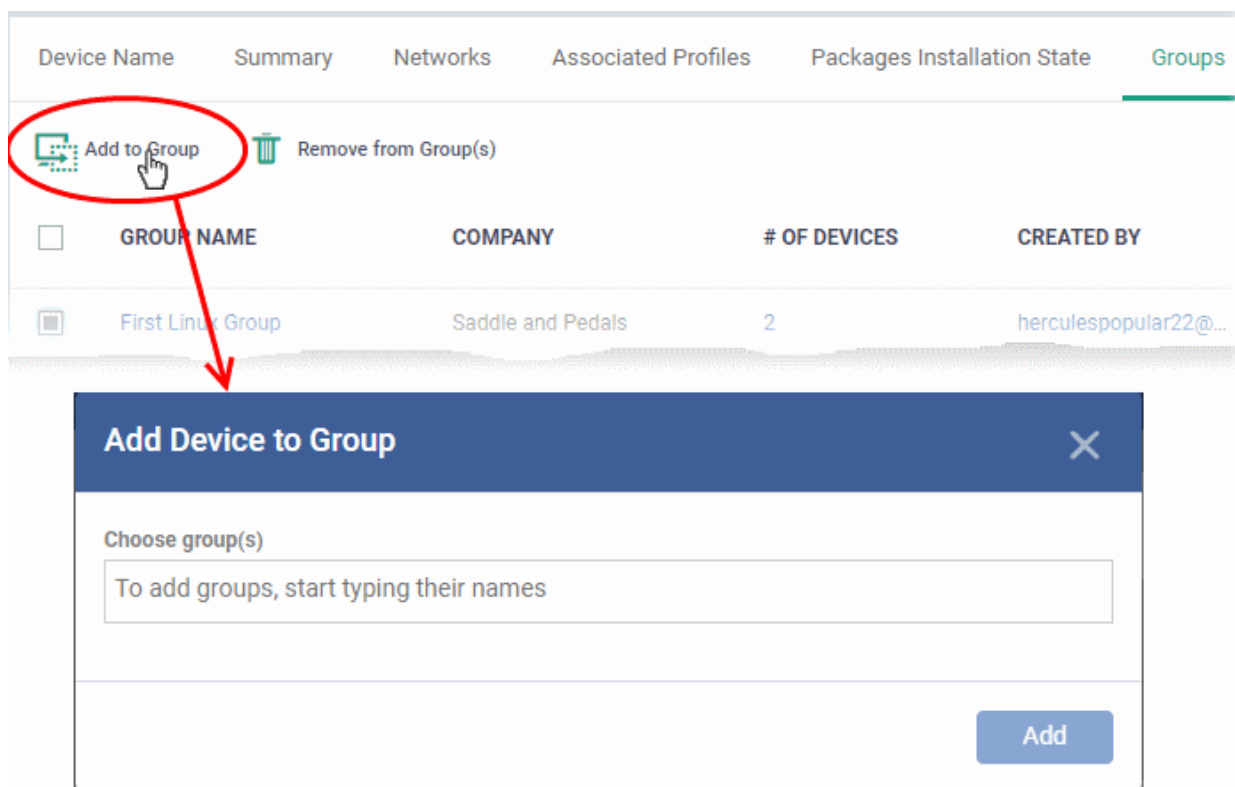 Device Name Summary Networks Associated Profiles Packages Installation State Groups
Add to Group Remove from Group(s)
GROUP NAME COMPANY # OF DEVICES CREATED BY
First Linux Group Saddle and Pedals 2 herculespopular22@...
Add Device to Group
Choose group(s)
To add groups, start typing their names
Add